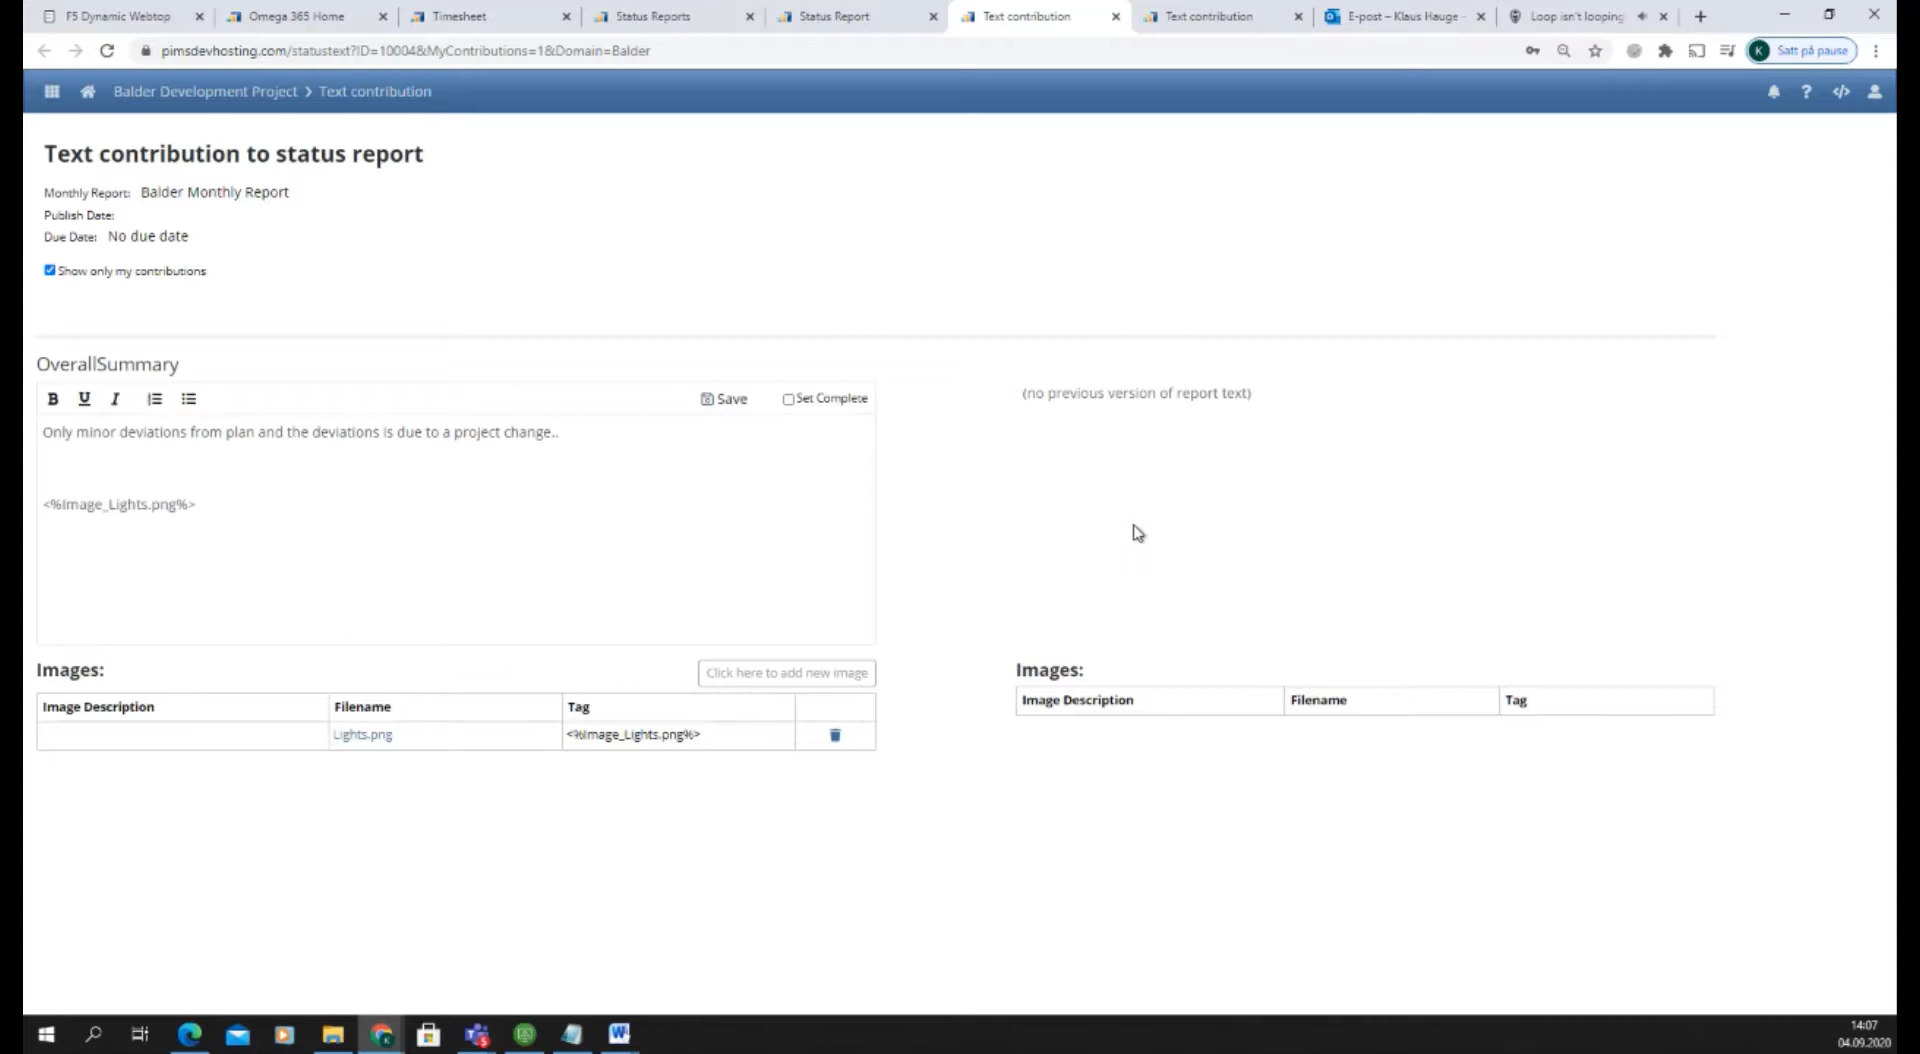 F5 Dynamic Webtop
Omega 365 Home
Timesheet
Status Reports
Status Report
Text contribution
Text contribution
E-post – Klaus Hauge -
Loop isn't looping
pimsdevhosting.com/statustext?ID=10004&MyContributions=1&Domain=Balder
K Satt på pause
Balder Development Project > Text contribution
Text contribution to status report
Monthly Report: Balder Monthly Report
Publish Date:
Due Date: No due date
Show only my contributions
OverallSummary
B U I Save Set Complete
(no previous version of report text)
Only minor deviations from plan and the deviations is due to a project change..
<%Image_Lights.png%>
Images: Click here to add new image
Image Description Filename Tag
Lights.png <%Image_Lights.png%>
Images:
Image Description Filename Tag
14:07
04.09.2020